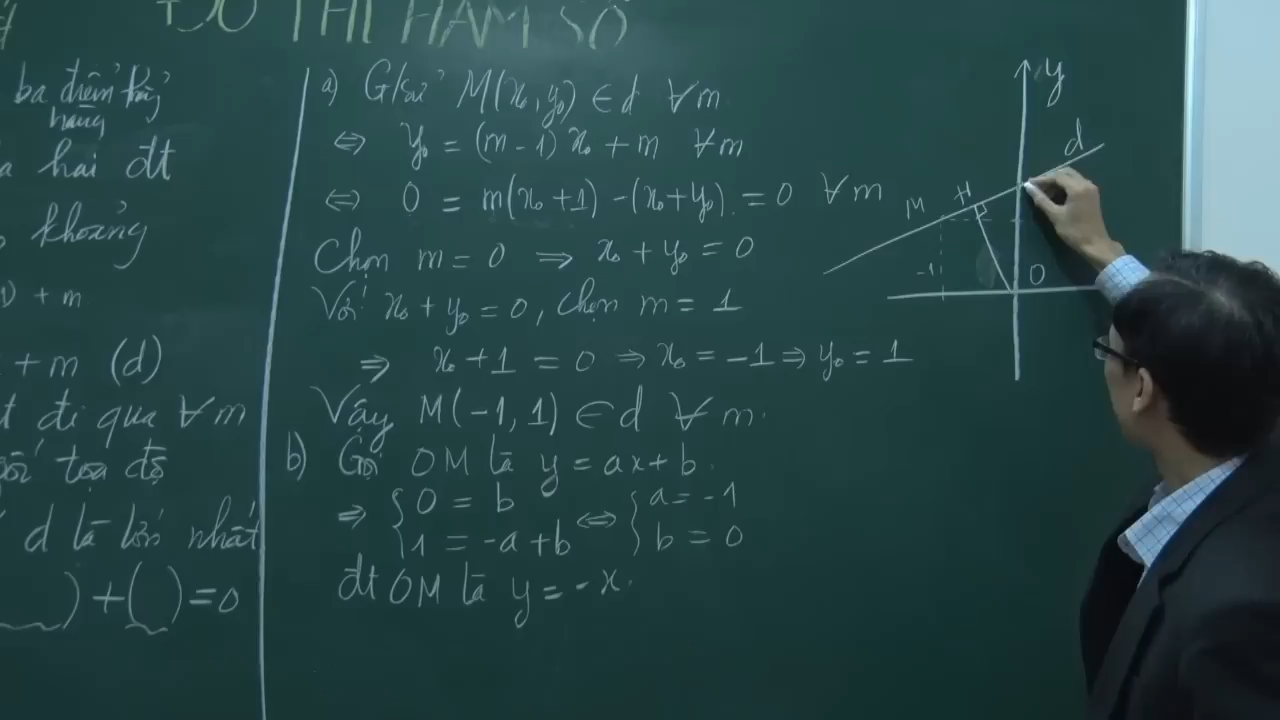 ĐỒ THỊ HÀM SỐ
ba điểm thẳng
hàng
hai đt
khoảng
) + m
+ m (d)
đi qua ∀m
gốc tọa độ
d là lớn nhất
) + ( ) = 0
a) G/sử M(x₀, y₀) ∈ d ∀m
⇔ y₀ = (m - 1) x₀ + m ∀m
⇔ 0 = m(x₀ + 1) - (x₀ + y₀) = 0 ∀m
Chọn m = 0 ⇒ x₀ + y₀ = 0
Với x₀ + y₀ = 0, chọn m = 1
⇒ x₀ + 1 = 0 ⇒ x₀ = -1 ⇒ y₀ = 1
Vậy M(-1, 1) ∈ d ∀m.
b) Gọi OM là y = ax + b.
⇒ { 0 = b ⇔ { a = -1
1 = -a + b b = 0
đt OM là y = -x.
y
d
M H
-1 O